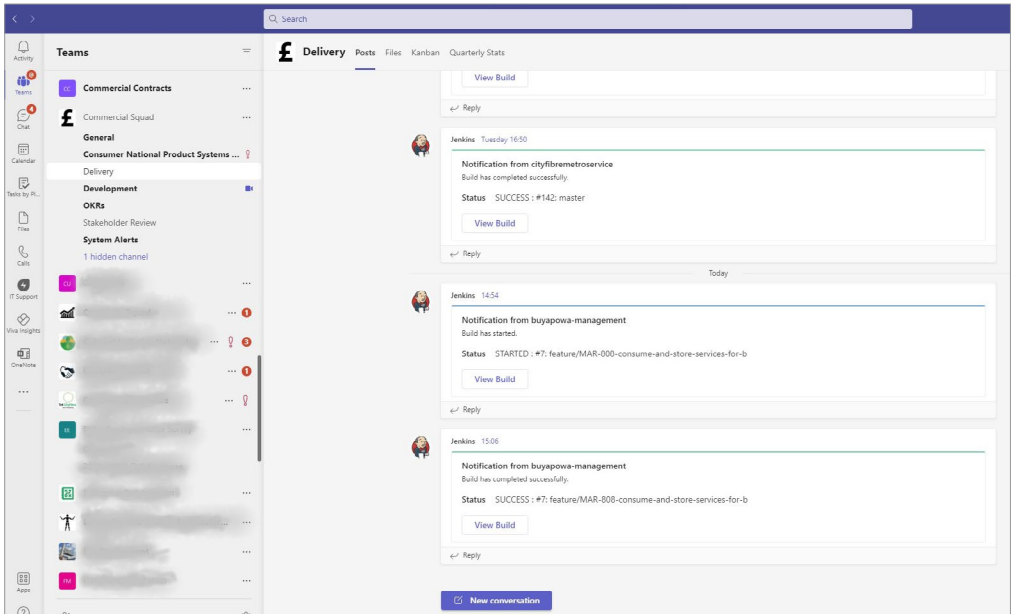 Search
Activity
Teams
Chat
4
Calendar
Tasks by Pl...
Files
Calls
IT Support
Viva Insights
OneNote
Apps
Teams
CC Commercial Contracts
£ Commercial Squad
General
Consumer National Product Systems ...
Delivery
Development
OKRs
Stakeholder Review
System Alerts
1 hidden channel
CU
1
3
1
FM
£ Delivery Posts Files Kanban Quarterly Stats
View Build
Reply
Jenkins Tuesday 16:50
Notification from cityfibremetroservice
Build has completed successfully.
Status SUCCESS : #142: master
View Build
Reply
Today
Jenkins 14:54
Notification from buyapowa-management
Build has started.
Status STARTED : #7: feature/MAR-800-consume-and-store-services-for-b
View Build
Reply
Jenkins 15:06
Notification from buyapowa-management
Build has completed successfully.
Status SUCCESS : #7: feature/MAR-808-consume-and-store-services-for-b
View Build
Reply
New conversation